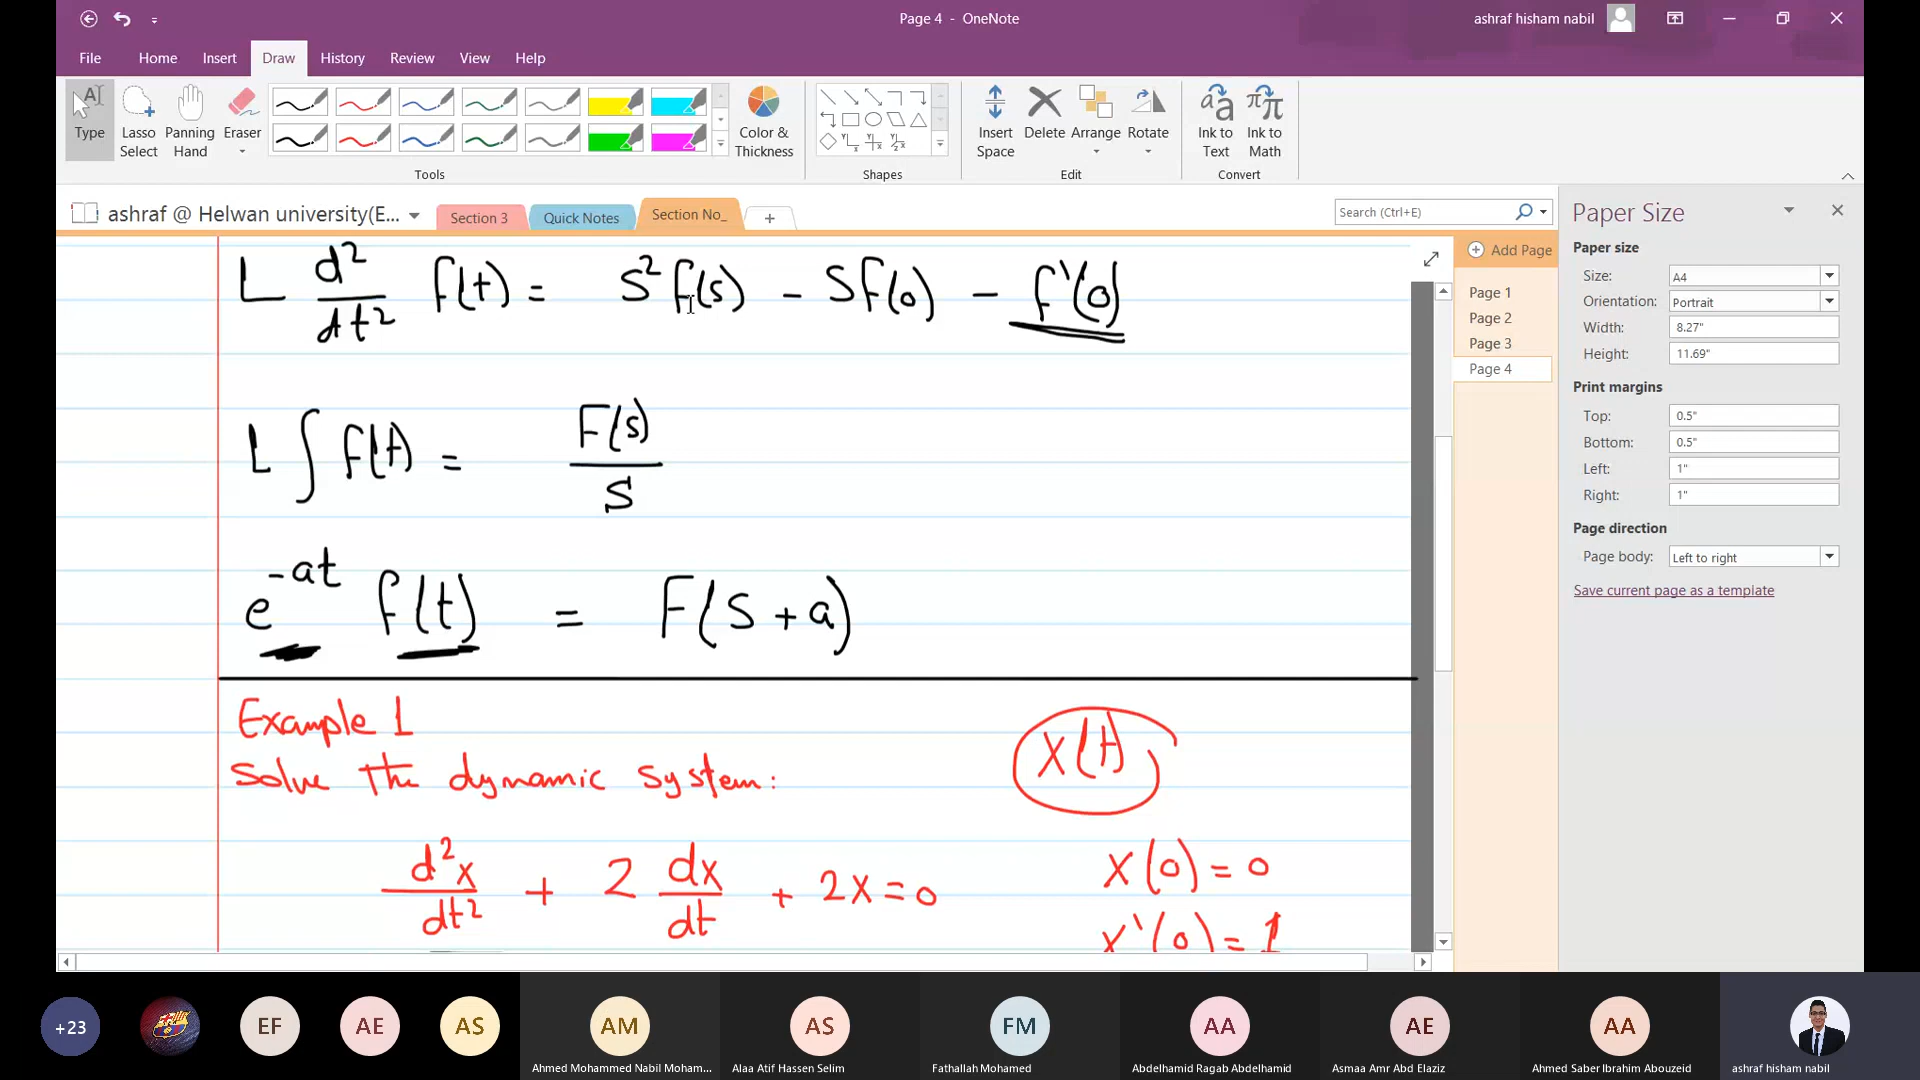 Page 4 - OneNote
ashraf hisham nabil
File Home Insert Draw History Review View Help
Type
Lasso Select
Panning Hand
Eraser
Color & Thickness
Insert Space
Delete
Arrange
Rotate
Ink to Text
Ink to Math
Tools
Shapes
Edit
Convert
ashraf @ Helwan university(E...
Section 3
Quick Notes
Section No_
Search (Ctrl+E)
L d²/dt² f(t) = S² f(s) - S f(0) - f'(0)
L ∫ f(t) = F(s)/S
e^-at f(t) = F(S + a)
Example 1
Solve the dynamic system:
X(t)
d²x/dt² + 2 dx/dt + 2x = 0
X(0) = 0
X'(0) = 1
Add Page
Page 1
Page 2
Page 3
Page 4
Paper Size
Paper size
Size: A4
Orientation: Portrait
Width: 8.27"
Height: 11.69"
Print margins
Top: 0.5"
Bottom: 0.5"
Left: 1"
Right: 1"
Page direction
Page body: Left to right
Save current page as a template
+23
EF
AE
AS
AM
Ahmed Mohammed Nabil Moham...
AS
Alaa Atif Hassen Selim
FM
Fathallah Mohamed
AA
Abdelhamid Ragab Abdelhamid
AE
Asmaa Amr Abd Elaziz
AA
Ahmed Saber Ibrahim Abouzeid
ashraf hisham nabil